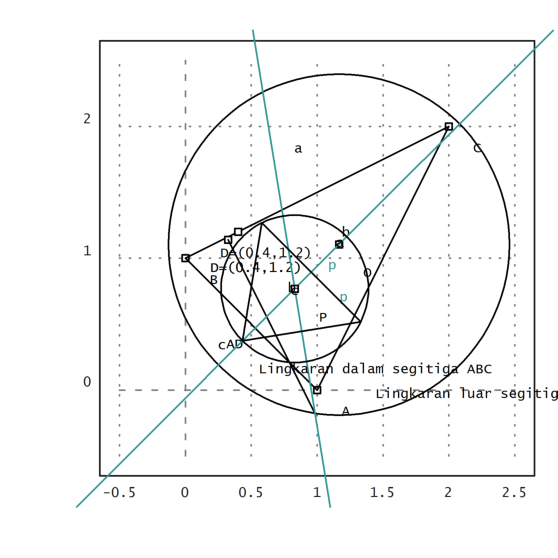 2
a
C
b
1
D=(0.4,1.2)
D=(0.4,1.2)
p
O
B
p
P
cAD
Lingkaran dalam segitiga ABC
0
Lingkaran luar segitig
A
-0.5
0
0.5
1
1.5
2
2.5